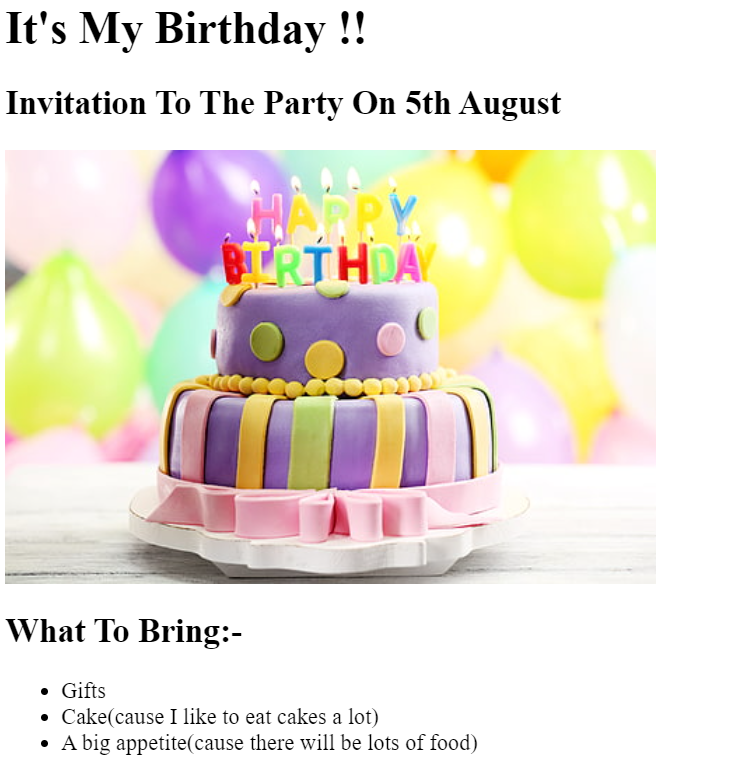 It's My Birthday !!
Invitation To The Party On 5th August
HAPPY
BIRTHDAY
What To Bring:-
Gifts
Cake(cause I like to eat cakes a lot)
A big appetite(cause there will be lots of food)